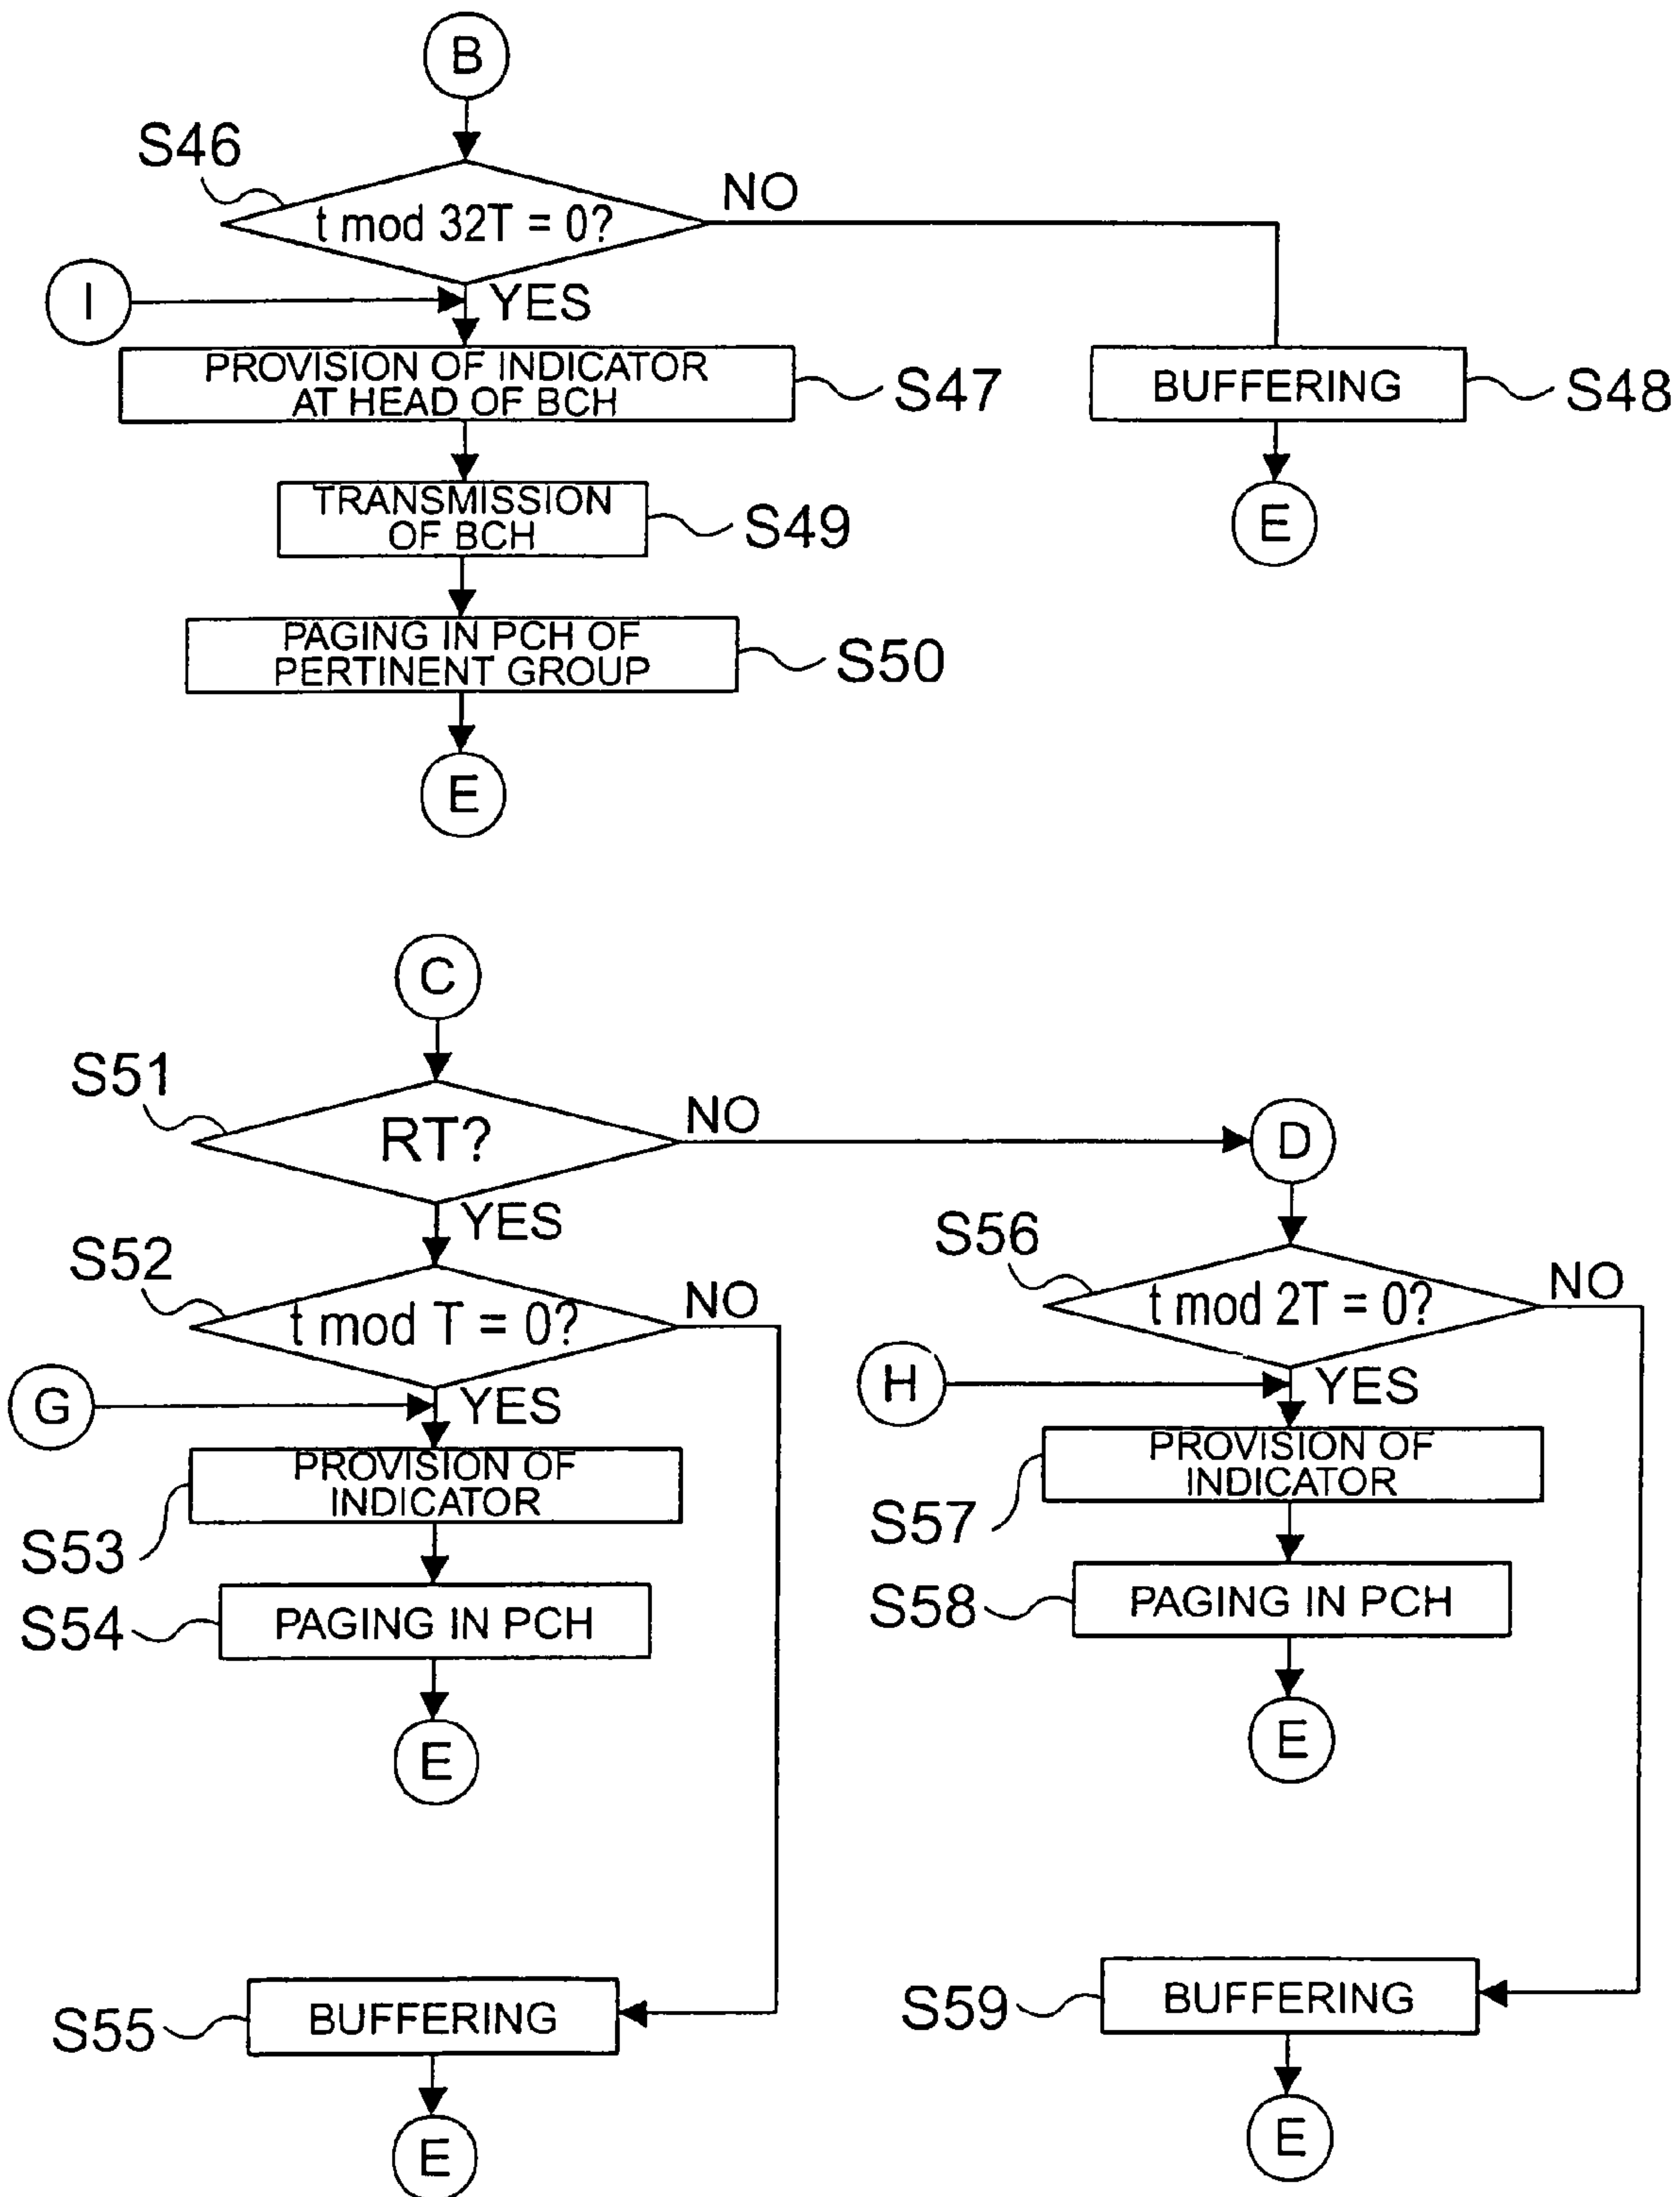 B
S46
t mod 32T = 0?
NO
I
YES
PROVISION OF INDICATOR
AT HEAD OF BCH
S47
BUFFERING
S48
TRANSMISSION
OF BCH
S49
E
PAGING IN PCH OF
PERTINENT GROUP
S50
E
C
S51
RT?
NO
D
YES
S52
t mod T = 0?
NO
S56
t mod 2T = 0?
NO
G
YES
H
YES
PROVISION OF
INDICATOR
S53
PROVISION OF
INDICATOR
S57
S54
PAGING IN PCH
S58
PAGING IN PCH
E
E
S55
BUFFERING
S59
BUFFERING
E
E